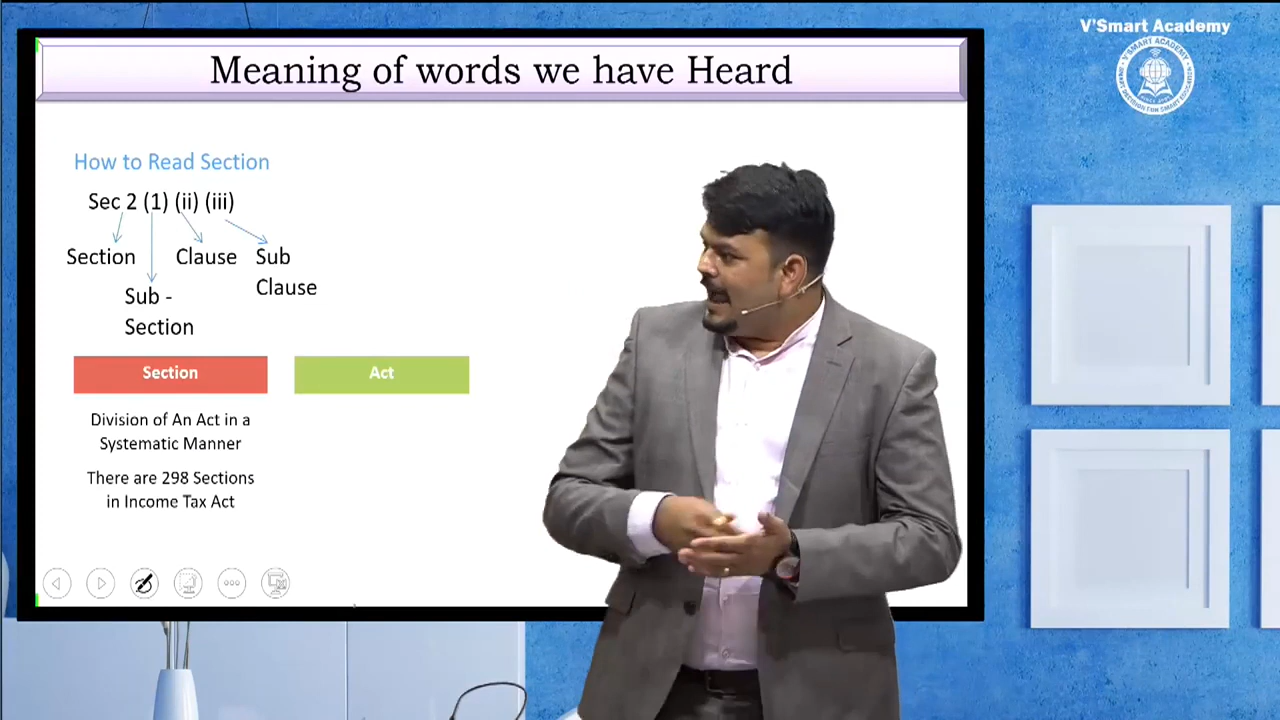 V'Smart Academy
V'SMART ACADEMY
Meaning of words we have Heard
How to Read Section
Sec 2 (1) (ii) (iii)
Section
Clause
Sub
Clause
Sub -
Section
Section
Act
Division of An Act in a
Systematic Manner
There are 298 Sections
in Income Tax Act